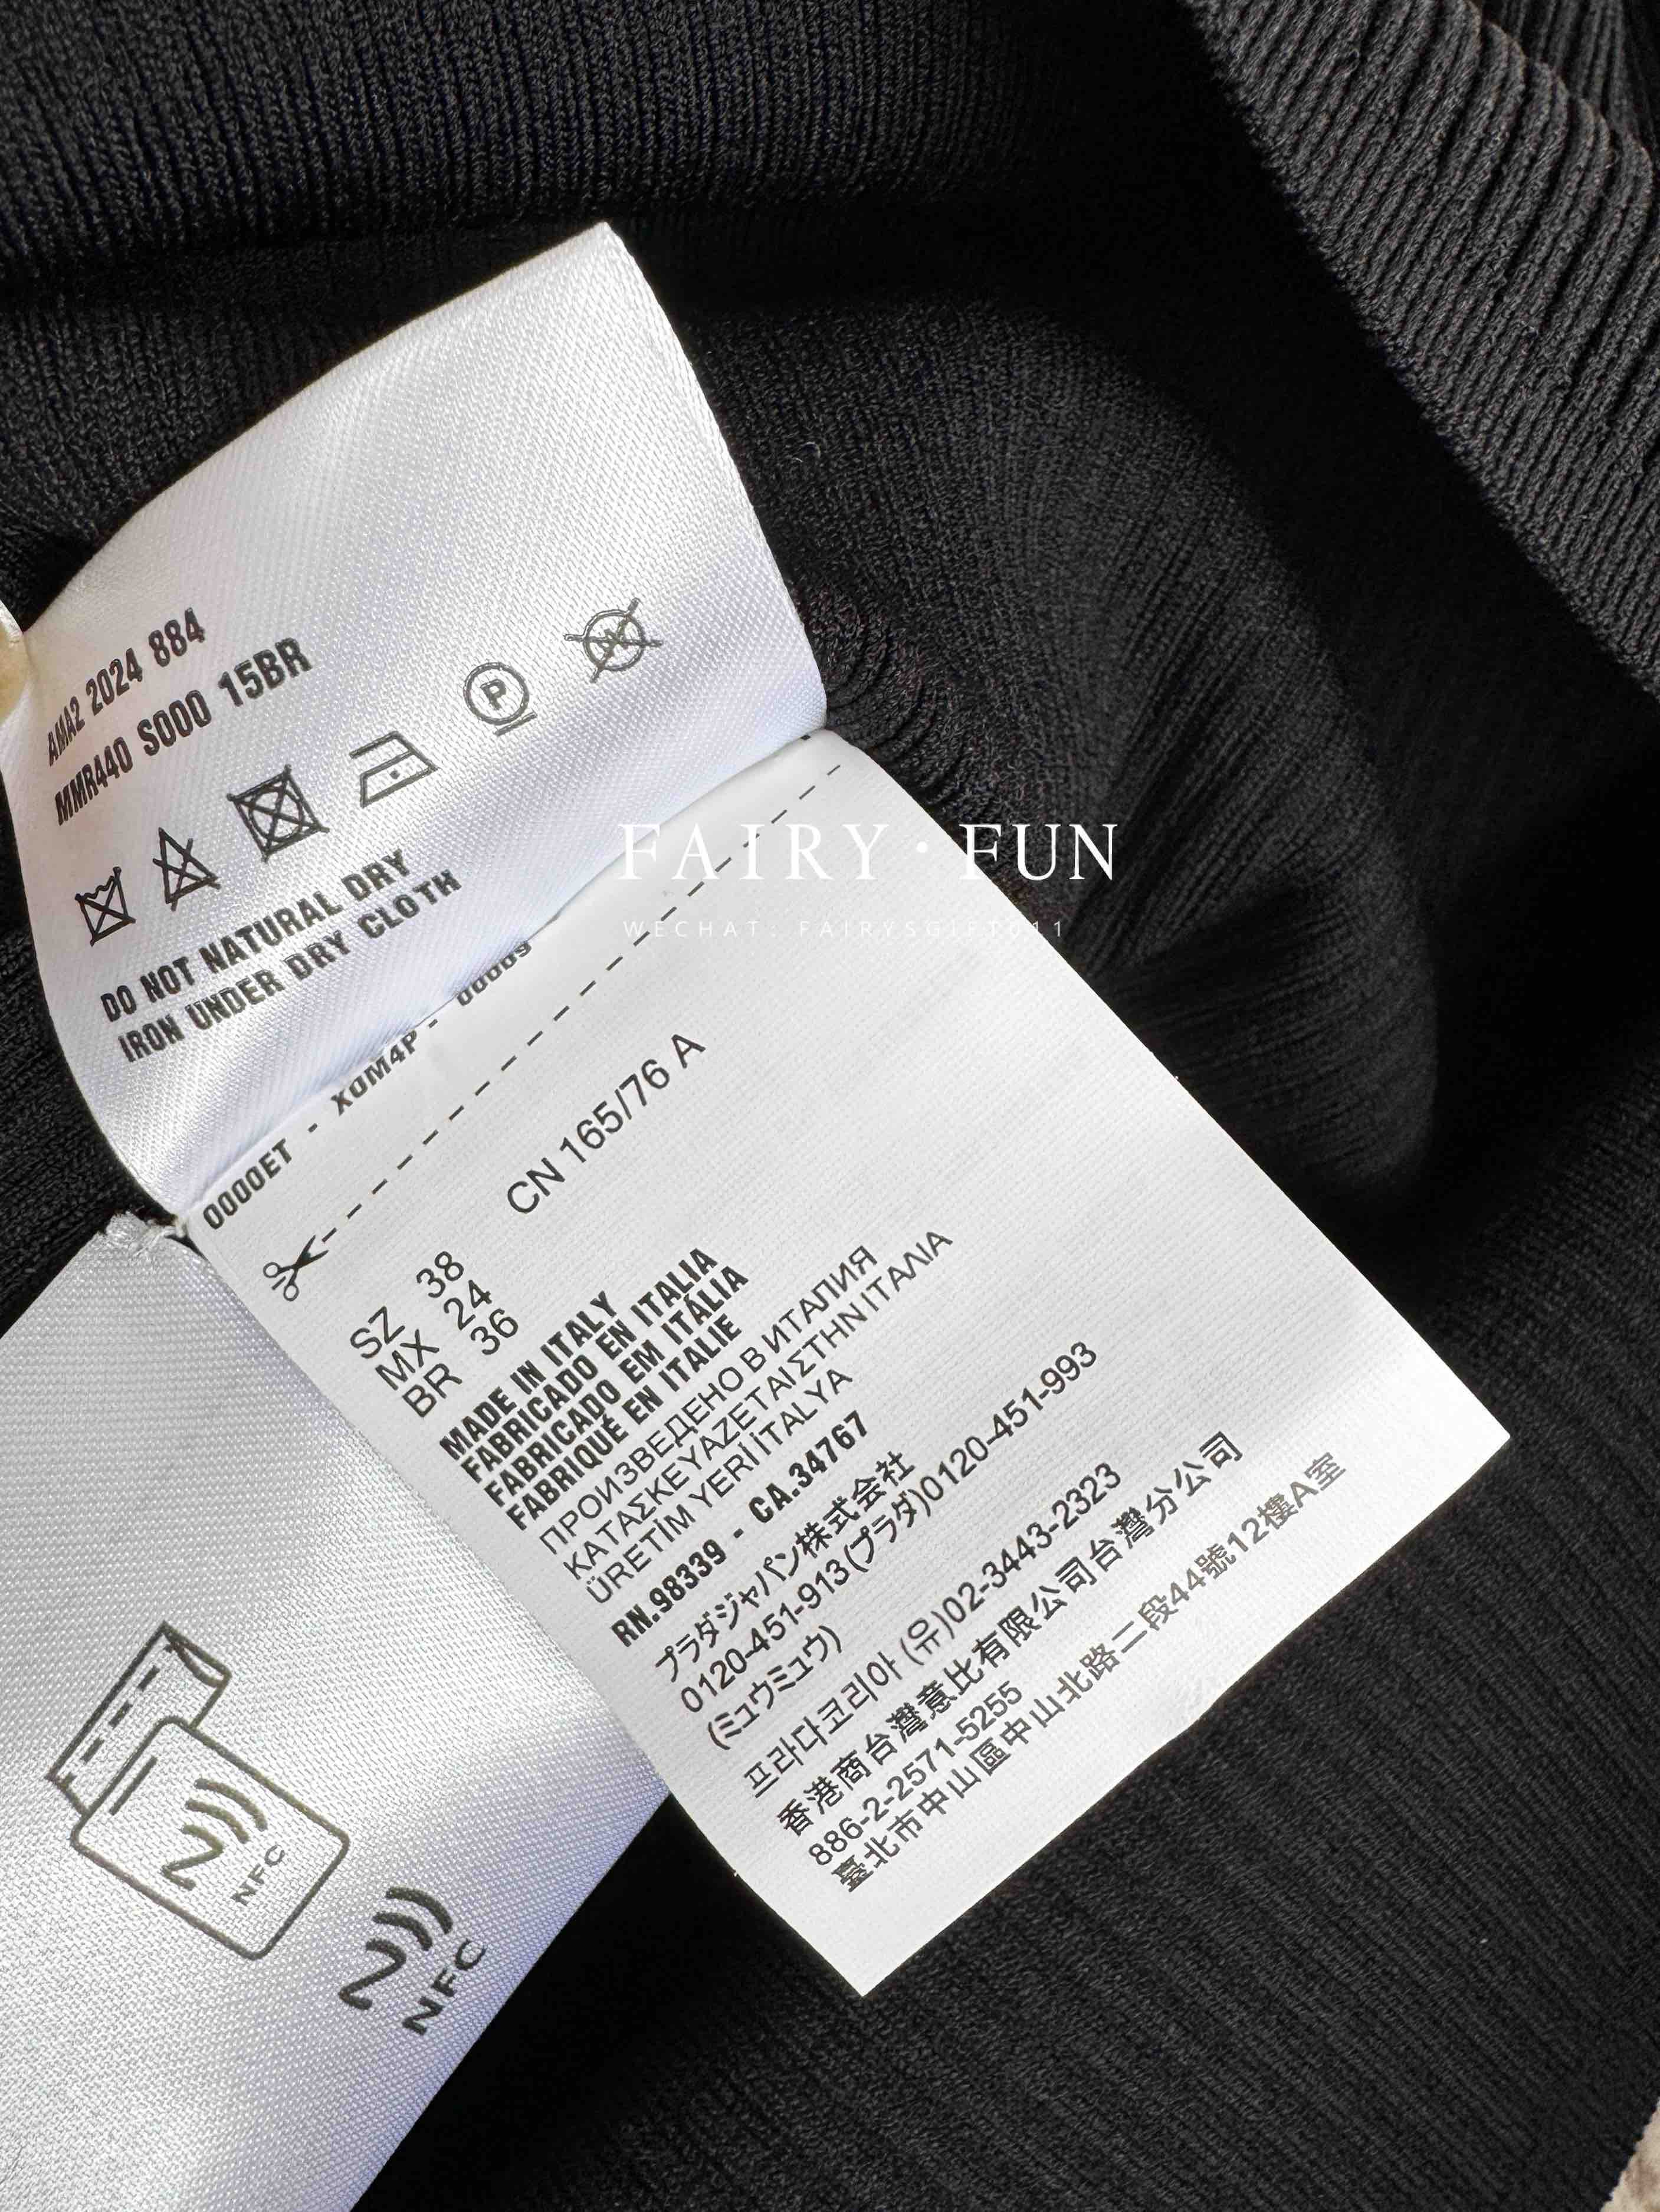 AMA2 2024 884
MMR440 S000 15BR
P
DO NOT NATURAL DRY
IRON UNDER DRY CLOTH
0000ET - X0M4P - 00009
FAIRY · FUN
WECHAT: FAIRYSGIFT011
CN 165/76 A
SZ 38
MX 24
BR 36
MADE IN ITALY
FABRICADO EN ITALIA
FABRICADO EM ITÁLIA
FABRIQUÉ EN ITALIE
ПРОИЗВЕДЕНО В ИТАПИЯ
ΚΑΤΑΣΚΕΥΑΖΕΤΑΙ ΣΤΗΝ ΙΤΑΛΙΑ
ÜRETİM YERİ İTALYA
RN.98339 - CA.34767
プラダジャパン株式会社
0120-451-913(プラダ)0120-451-993
(ミュウミュウ)
프라다코리아 (유)02-3443-2323
香港商台灣意比有限公司台灣分公司
886-2-2571-5255
臺北市中山區中山北路二段44號12樓A室
NFC
NFC